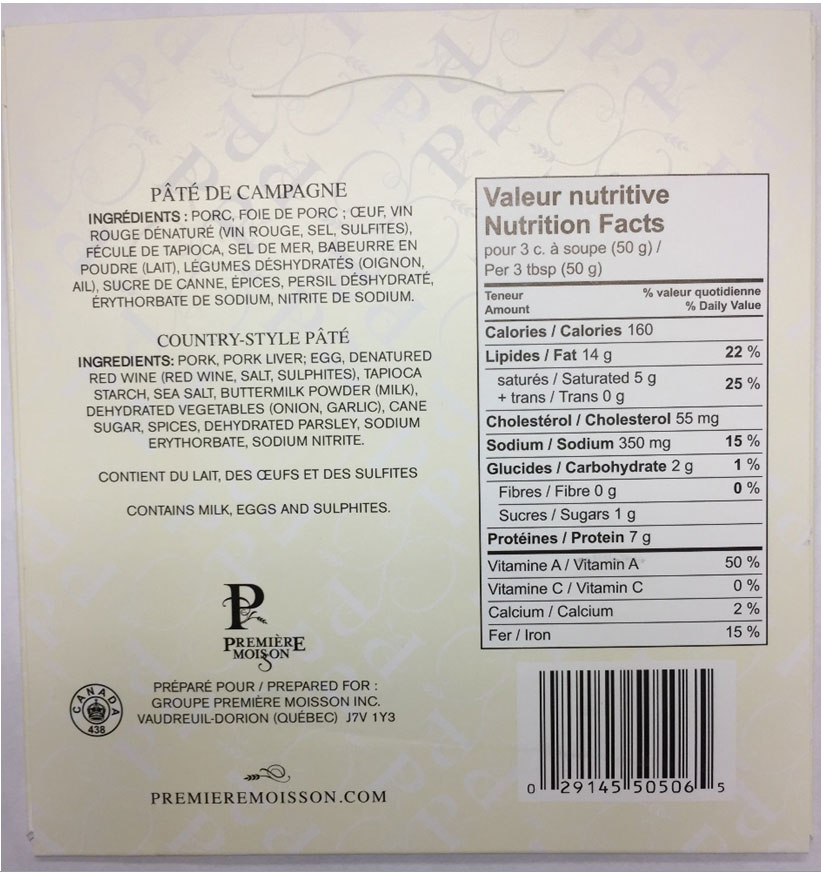 PÂTÉ DE CAMPAGNE
INGRÉDIENTS : PORC, FOIE DE PORC ; ŒUF, VIN
ROUGE DÉNATURÉ (VIN ROUGE, SEL, SULFITES),
FÉCULE DE TAPIOCA, SEL DE MER, BABEURRE EN
POUDRE (LAIT), LÉGUMES DÉSHYDRATÉS (OIGNON,
AIL), SUCRE DE CANNE, ÉPICES, PERSIL DÉSHYDRATÉ,
ÉRYTHORBATE DE SODIUM, NITRITE DE SODIUM.
COUNTRY-STYLE PÂTÉ
INGREDIENTS: PORK, PORK LIVER; EGG, DENATURED
RED WINE (RED WINE, SALT, SULPHITES), TAPIOCA
STARCH, SEA SALT, BUTTERMILK POWDER (MILK),
DEHYDRATED VEGETABLES (ONION, GARLIC), CANE
SUGAR, SPICES, DEHYDRATED PARSLEY, SODIUM
ERYTHORBATE, SODIUM NITRITE.
CONTIENT DU LAIT, DES ŒUFS ET DES SULFITES
CONTAINS MILK, EGGS AND SULPHITES.
P
PREMIÈRE
MOISSON
CANADA
438
PRÉPARÉ POUR / PREPARED FOR :
GROUPE PREMIÈRE MOISSON INC.
VAUDREUIL-DORION (QUÉBEC) J7V 1Y3
PREMIEREMOISSON.COM
Valeur nutritive
Nutrition Facts
pour 3 c. à soupe (50 g) /
Per 3 tbsp (50 g)
Teneur % valeur quotidienne
Amount % Daily Value
Calories / Calories 160
Lipides / Fat 14 g 22 %
saturés / Saturated 5 g 25 %
+ trans / Trans 0 g
Cholestérol / Cholesterol 55 mg
Sodium / Sodium 350 mg 15 %
Glucides / Carbohydrate 2 g 1 %
Fibres / Fibre 0 g 0 %
Sucres / Sugars 1 g
Protéines / Protein 7 g
Vitamine A / Vitamin A 50 %
Vitamine C / Vitamin C 0 %
Calcium / Calcium 2 %
Fer / Iron 15 %
0 29145 50506 5